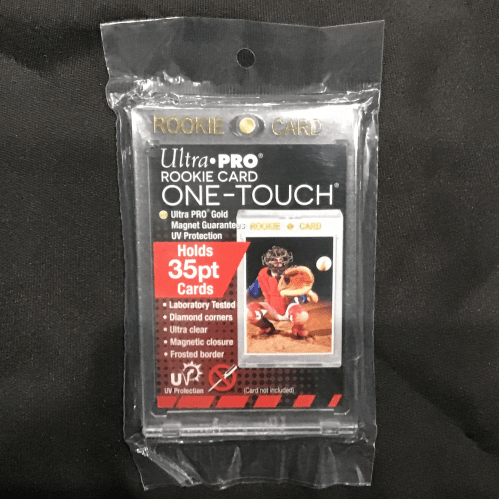 ROOKIE CARD
Ultra•PRO®
ROOKIE CARD
ONE-TOUCH®
Ultra PRO® Gold
Magnet Guarantee
UV Protection
ROOKIE CARD
Holds
35pt
Cards
• Laboratory Tested
• Diamond corners
• Ultra clear
• Magnetic closure
• Frosted border
UV
UV Protection
(Card not included)